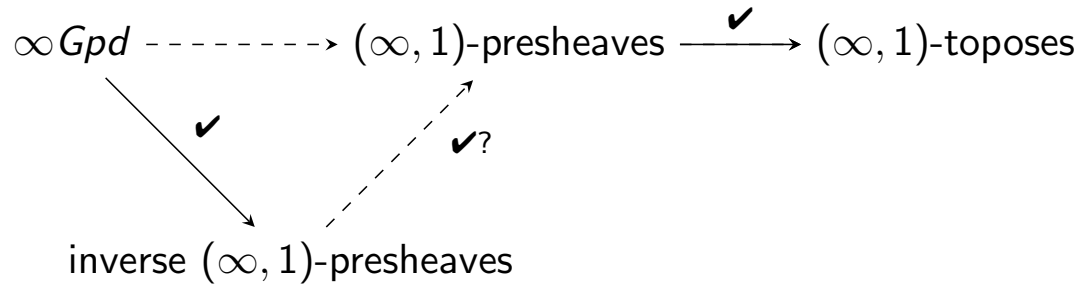 ∞Gpd (∞, 1)-presheaves ✔ (∞, 1)-toposes
✔ ✔?
inverse (∞, 1)-presheaves